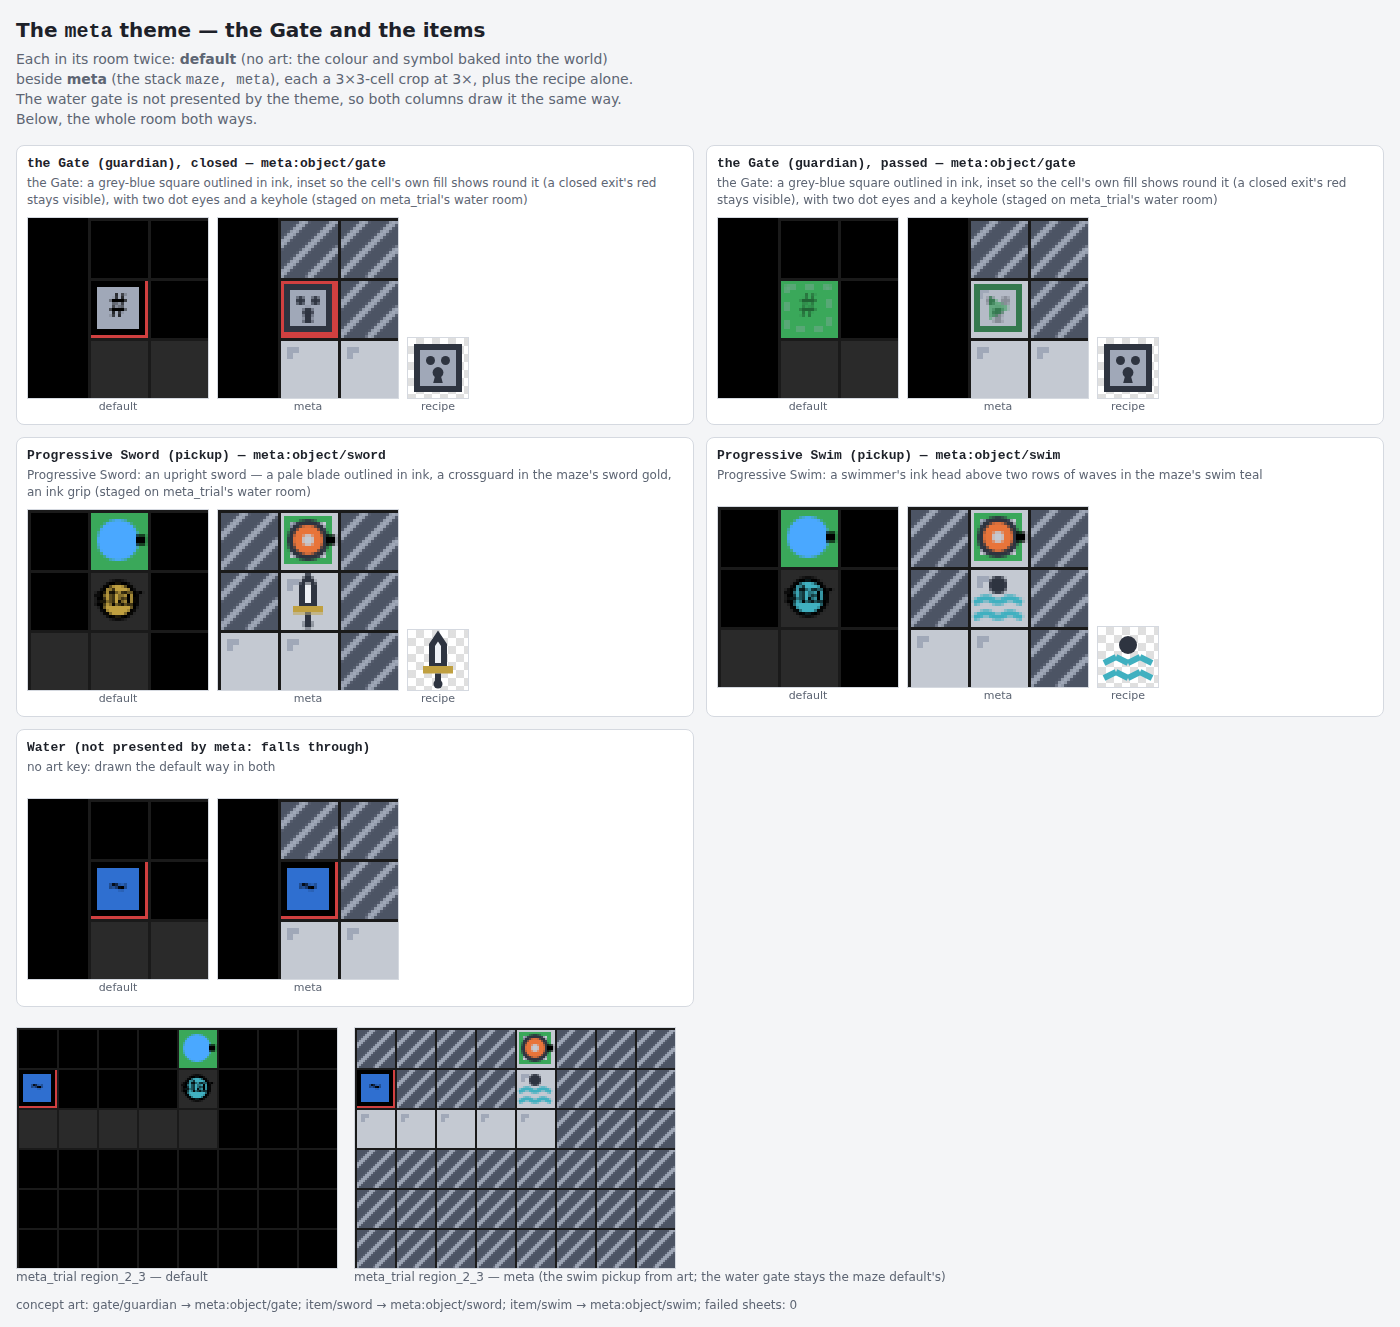 The meta theme — the Gate and the items
Each in its room twice: default (no art: the colour and symbol baked into the world)
beside meta (the stack maze, meta), each a 3×3-cell crop at 3×, plus the recipe alone.
The water gate is not presented by the theme, so both columns draw it the same way.
Below, the whole room both ways.
the Gate (guardian), closed — meta:object/gate
the Gate: a grey-blue square outlined in ink, inset so the cell's own fill shows round it (a closed exit's red
stays visible), with two dot eyes and a keyhole (staged on meta_trial's water room)
#
default
meta
recipe
the Gate (guardian), passed — meta:object/gate
the Gate: a grey-blue square outlined in ink, inset so the cell's own fill shows round it (a closed exit's red
stays visible), with two dot eyes and a keyhole (staged on meta_trial's water room)
#
default
meta
recipe
Progressive Sword (pickup) — meta:object/sword
Progressive Sword: an upright sword — a pale blade outlined in ink, a crossguard in the maze's sword gold,
an ink grip (staged on meta_trial's water room)
default
meta
recipe
Progressive Swim (pickup) — meta:object/swim
Progressive Swim: a swimmer's ink head above two rows of waves in the maze's swim teal
default
meta
recipe
Water (not presented by meta: falls through)
no art key: drawn the default way in both
~
~
default
meta
~
~
meta_trial region_2_3 — default
meta_trial region_2_3 — meta (the swim pickup from art; the water gate stays the maze default's)
concept art: gate/guardian → meta:object/gate; item/sword → meta:object/sword; item/swim → meta:object/swim; failed sheets: 0